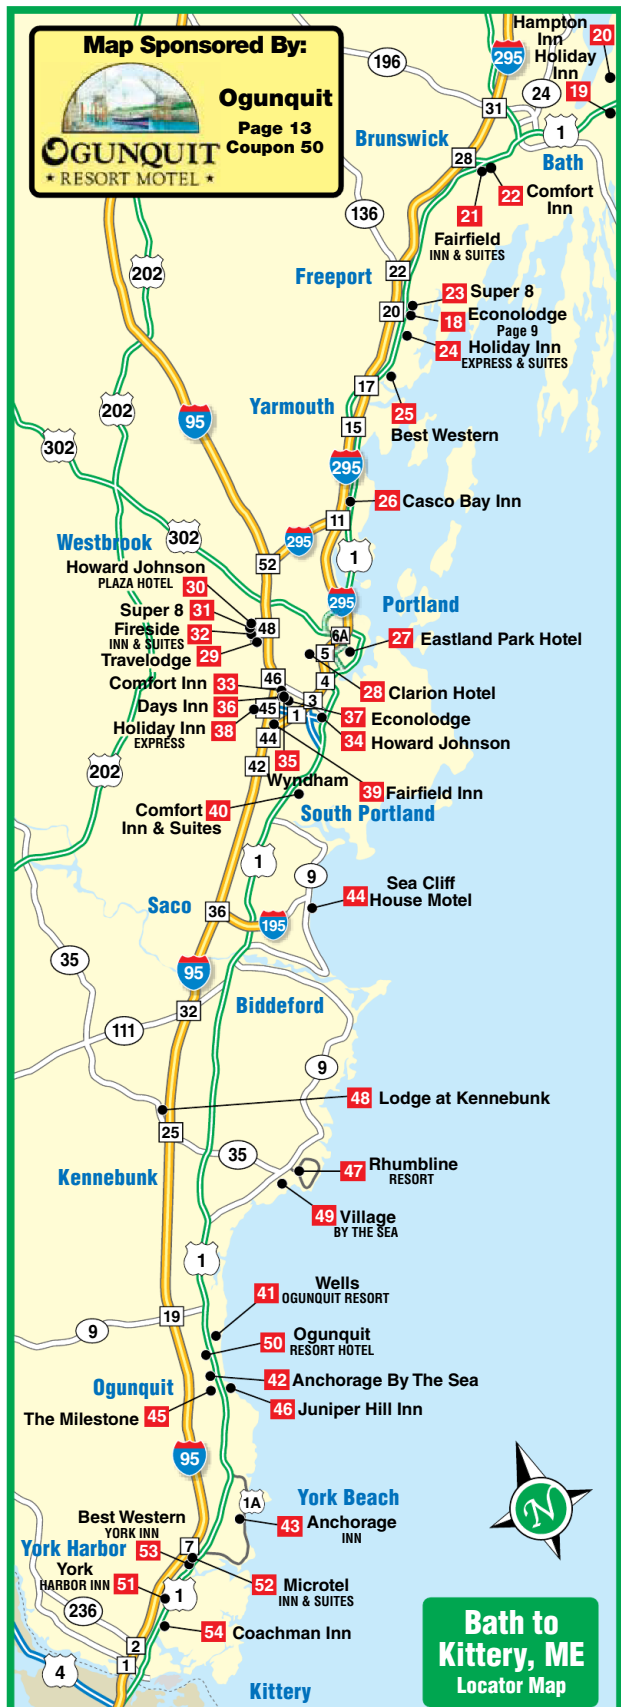 Map Sponsored By:
OGUNQUIT
★ RESORT MOTEL ★
Ogunquit
Page 13
Coupon 50
Hampton
Inn
20
Holiday
Inn
19
295
196
24
31
1
Brunswick
28
Bath
22 Comfort
Inn
21
Fairfield
INN & SUITES
136
202
Freeport
22
23 Super 8
20
18 Econolodge
Page 9
24 Holiday Inn
EXPRESS & SUITES
17
25
Best Western
202
95
Yarmouth
15
302
295
26 Casco Bay Inn
11
302
295
Westbrook
52
1
Howard Johnson
PLAZA HOTEL 30
295
Portland
Super 8 31
Fireside 32
INN & SUITES
48
6A
27 Eastland Park Hotel
Travelodge 29
5
Comfort Inn 33
46
4
28 Clarion Hotel
Days Inn 36
45
3
1
37 Econolodge
Holiday Inn 38
EXPRESS
44
34 Howard Johnson
35
Wyndham
42
202
39 Fairfield Inn
Comfort 40
Inn & Suites
South Portland
1
9
Sea Cliff
44 House Motel
Saco
36
195
35
95
Biddeford
32
111
9
48 Lodge at Kennebunk
25
35
Kennebunk
47 Rhumbline
RESORT
49 Village
BY THE SEA
1
41 Wells
OGUNQUIT RESORT
19
9
50 Ogunquit
RESORT HOTEL
42 Anchorage By The Sea
Ogunquit
The Milestone 45
46 Juniper Hill Inn
95
N
1A
York Beach
43 Anchorage
INN
Best Western
YORK INN
7
York Harbor 53
York
HARBOR INN 51
1
52 Microtel
INN & SUITES
236
54 Coachman Inn
2
1
4
Kittery
Bath to
Kittery, ME
Locator Map